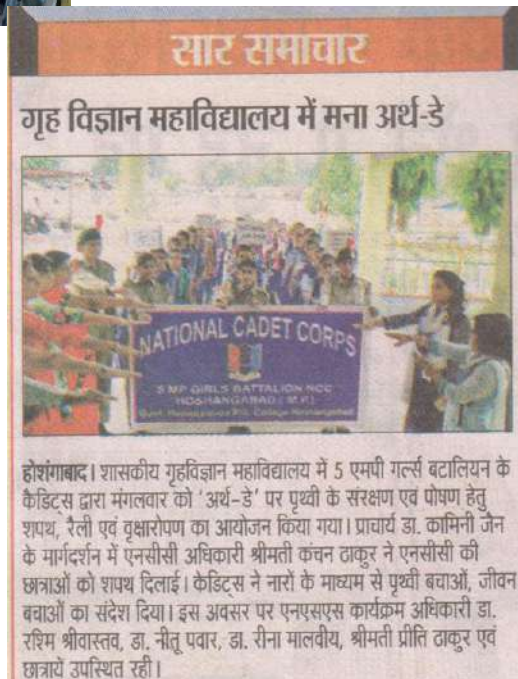 सार समाचार
गृह विज्ञान महाविद्यालय में मना अर्थ-डे
NATIONAL CADET CORPS
5 MP GIRLS BATTALION NCC
HOSHANGABAD (M.P.)
College Hoshangabad
होशंगाबाद। शासकीय गृहविज्ञान महाविद्यालय में 5 एमपी गर्ल्स बटालियन के
कैडिट्स द्वारा मंगलवार को 'अर्थ-डे' पर पृथ्वी के संरक्षण एवं पोषण हेतु
शपथ, रैली एवं वृक्षारोपण का आयोजन किया गया। प्राचार्य डा. कामिनी जैन
के मार्गदर्शन में एनसीसी अधिकारी श्रीमती कंचन ठाकुर ने एनसीसी की
छात्राओं को शपथ दिलाई। केडिट्स ने नारों के माध्यम से पृथ्वी बचाओं, जीवन
बचाओं का संदेश दिया। इस अवसर पर एनएसएस कार्यक्रम अधिकारी डा.
रश्मि श्रीवास्तव, डा. नीतू पवार, डा. रीना मालवीय, श्रीमती प्रीति ठाकुर एवं
छात्रायें उपस्थित रही।